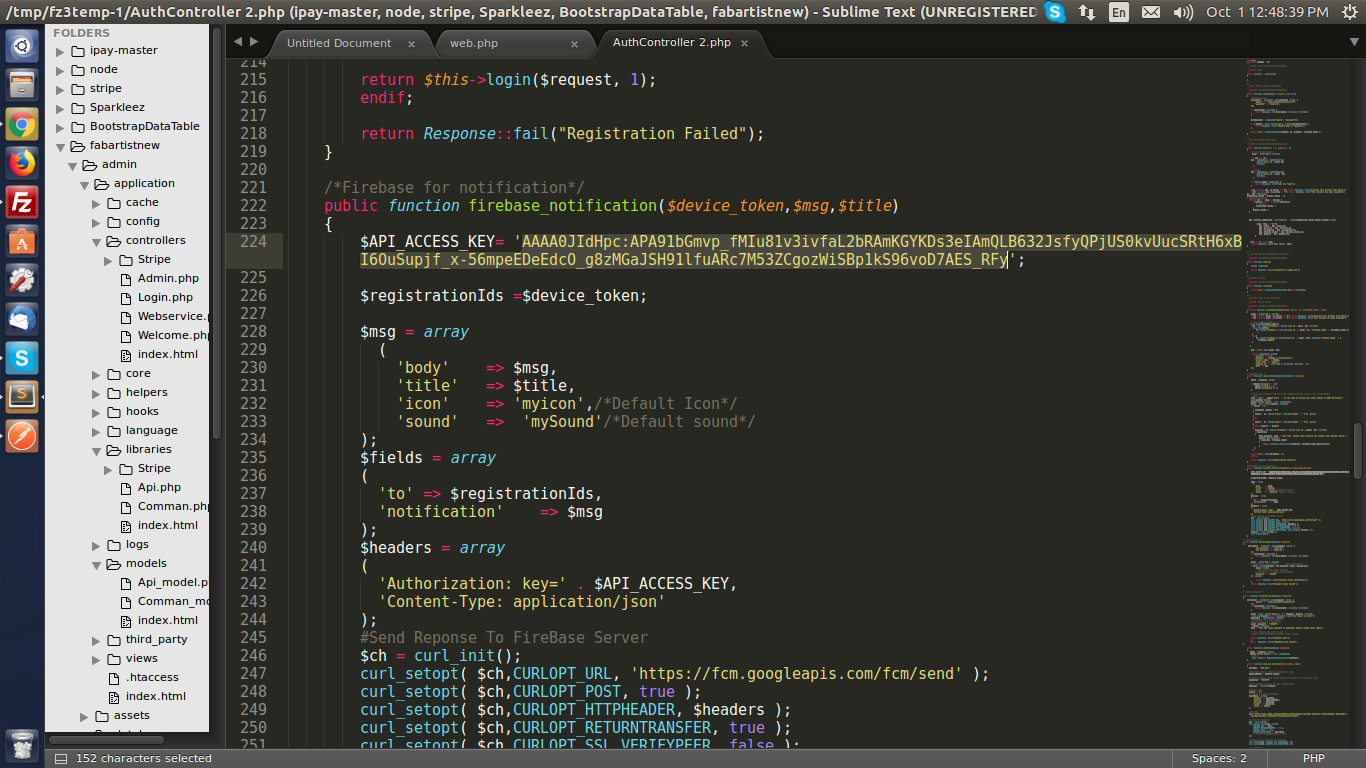 /tmp/fz3temp-1/AuthController 2.php (ipay-master, node, stripe, Sparkleez, BootstrapDataTable, fabartistnew) - Sublime Text (UNREGISTERED
En
Oct 1 12:48:39 PM
FOLDERS
ipay-master
node
stripe
Sparkleez
BootstrapDataTable
fabartistnew
admin
application
cache
config
controllers
Stripe
Admin.php
Login.php
Webservice.p
Welcome.php
index.html
core
helpers
hooks
language
libraries
Stripe
Api.php
Comman.php
index.html
logs
models
Api_model.p
Comman_mo
index.html
third_party
views
.htaccess
index.html
assets
Untitled Document ×
web.php ×
AuthController 2.php ×
214
215 return $this->login($request, 1);
216 endif;
217
218 return Response::fail("Registration Failed");
219 }
220
221 /*Firebase for notification*/
222 public function firebase_notification($device_token,$msg,$title)
223 {
224 $API_ACCESS_KEY= 'AAAA0JIdHpc:APA91bGmvp_fMIu81v3ivfaL2bRAmKGYKDs3eIAmQLB632JsfyQPjUS0kvUucSRtH6xB
I6OuSupjf_x-56mpeEDeEdcO_g8zMGaJSH91lfuARc7M53ZCgozWiSBp1kS96voD7AES_RFy';
225
226 $registrationIds =$device_token;
227
228 $msg = array
229 (
230 'body' => $msg,
231 'title' => $title,
232 'icon' => 'myicon',/*Default Icon*/
233 'sound' => 'mySound'/*Default sound*/
234 );
235 $fields = array
236 (
237 'to' => $registrationIds,
238 'notification' => $msg
239 );
240 $headers = array
241 (
242 'Authorization: key=' . $API_ACCESS_KEY,
243 'Content-Type: application/json'
244 );
245 #Send Reponse To FireBase Server
246 $ch = curl_init();
247 curl_setopt( $ch,CURLOPT_URL, 'https://fcm.googleapis.com/fcm/send' );
248 curl_setopt( $ch,CURLOPT_POST, true );
249 curl_setopt( $ch,CURLOPT_HTTPHEADER, $headers );
250 curl_setopt( $ch,CURLOPT_RETURNTRANSFER, true );
251 curl_setopt( $ch,CURLOPT_SSL_VERIFYPEER, false );
152 characters selected
Spaces: 2
PHP